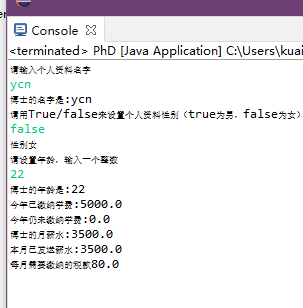 Console
<terminated> PhD [Java Application] C:\Users\kuai
请输入个人资料名字
ycn
博士的名字是:ycn
请用True/false来设置个人资料性别（true为男，false为女）
false
性别女
请设置年龄，输入一个整数
22
博士的年龄是:22
今年已缴纳学费:5000.0
今年仍未缴纳学费:0.0
博士的月薪水:3500.0
本月已发送薪水:3500.0
每月需要缴纳的税款80.0